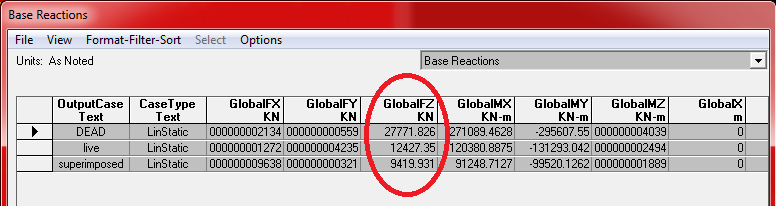 Base Reactions
File View Format-Filter-Sort Select Options
Units: As Noted Base Reactions
OutputCase CaseType GlobalFX GlobalFY GlobalFZ GlobalMX GlobalMY GlobalMZ GlobalX
Text Text KN KN KN KN-m KN-m KN-m m
DEAD LinStatic 000000002134 000000000559 27771.826 271089.4628 -295607.55 000000004039 0
live LinStatic 000000001272 000000004235 12427.35 120380.8875 -131293.042 000000002494 0
superimposed LinStatic 000000009638 000000000321 9419.931 91248.7127 -99520.1262 000000001889 0